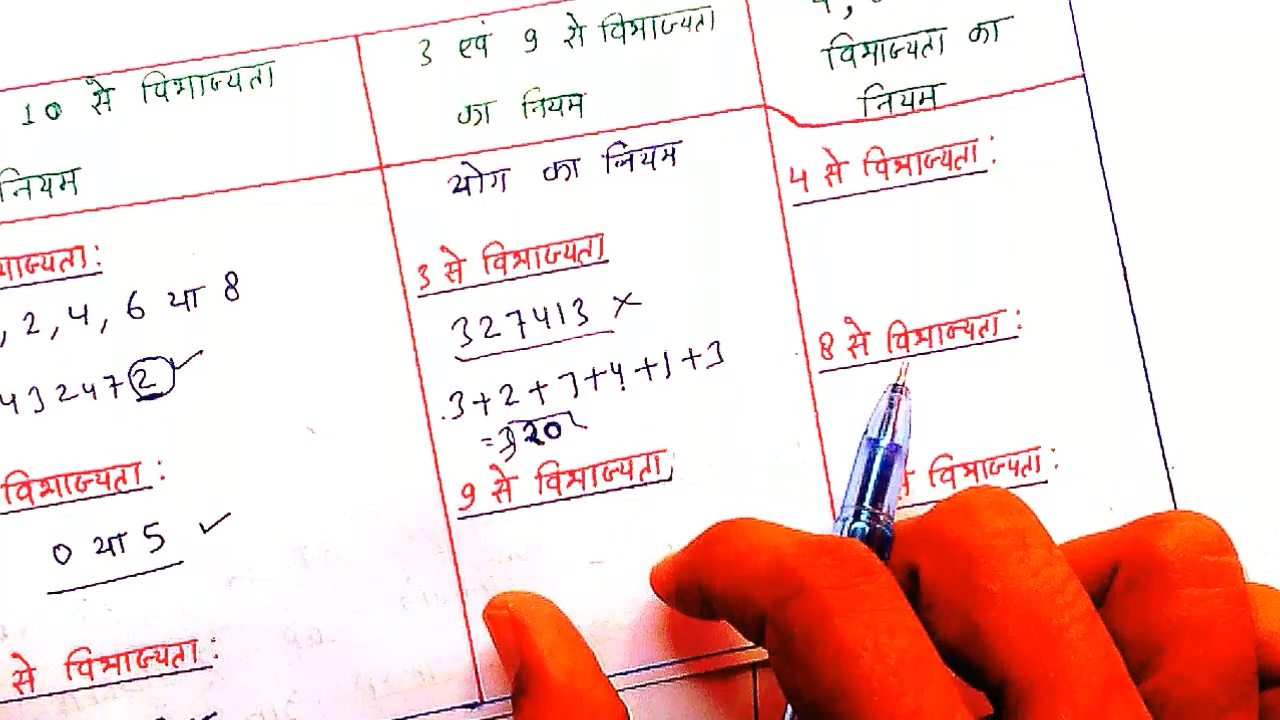 10 से विभाज्यता
नियम
2, 4, 6 या 8
432472 ✓
विभाज्यता :
0 या 5 ✓
से विभाज्यता :
3 एवं 9 से विभाज्यता
का नियम
योग का नियम
3 से विभाज्यता
327413 ×
3+2+7+4+1+3
= 20
9 से विभाज्यता
विभाज्यता का
नियम
4 से विभाज्यता :
8 से विभाज्यता :
विभाज्यता :